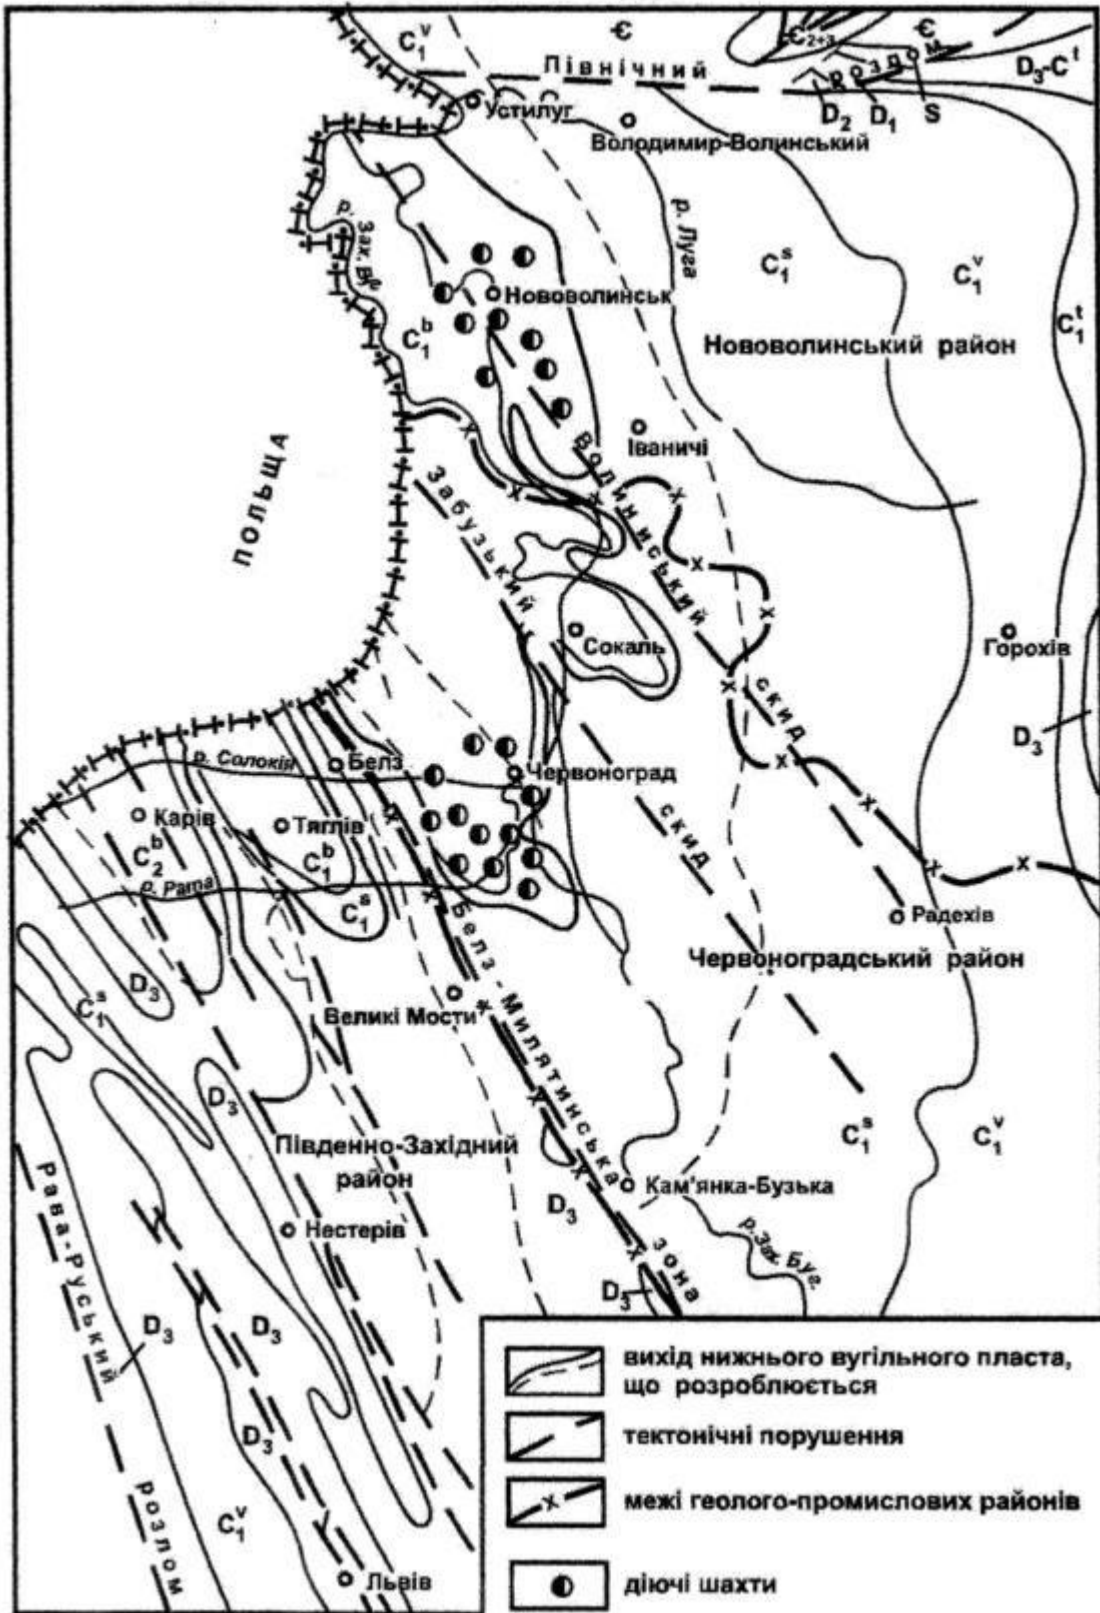 C₁ᵛ
Є
Є₂₊₃
Є
Північний
розлом
D₃-Cᵗ
D₂
D₁
S
Устилуг
Володимир-Волинський
р. Зах. Буг
р. Луга
C₁ˢ
C₁ᵛ
Нововолинськ
C₁ᵇ
Нововолинський район
C₁ᵗ
ПОЛЬЩА
Іваничі
Забузький
скид
Волиниський
скид
Сокаль
Горохів
D₃
р. Солокія
Белз
Червоноград
Карів
Тяглів
C₂ᵇ
C₁ᵇ
р. Рата
C₁ˢ
Радехів
Червоноградський район
D₃
C₁ˢ
Великі Мости
Белз-Милятинська
зона
D₃
C₁ˢ
C₁ᵛ
Південно-Західний
район
Кам'янка-Бузька
D₃
Рава-Руський
розлом
Нестерів
р. Зах. Буг.
D₃
D₃
D₃
D₃
C₁ᵛ
Львів
вихід нижнього вугільного пласта,
що розроблюється
тектонічні порушення
межі геолого-промислових районів
діючі шахти